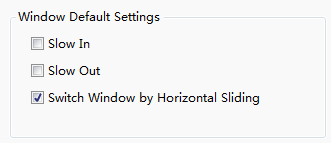 Window Default Settings
Slow In
Slow Out
Switch Window by Horizontal Sliding